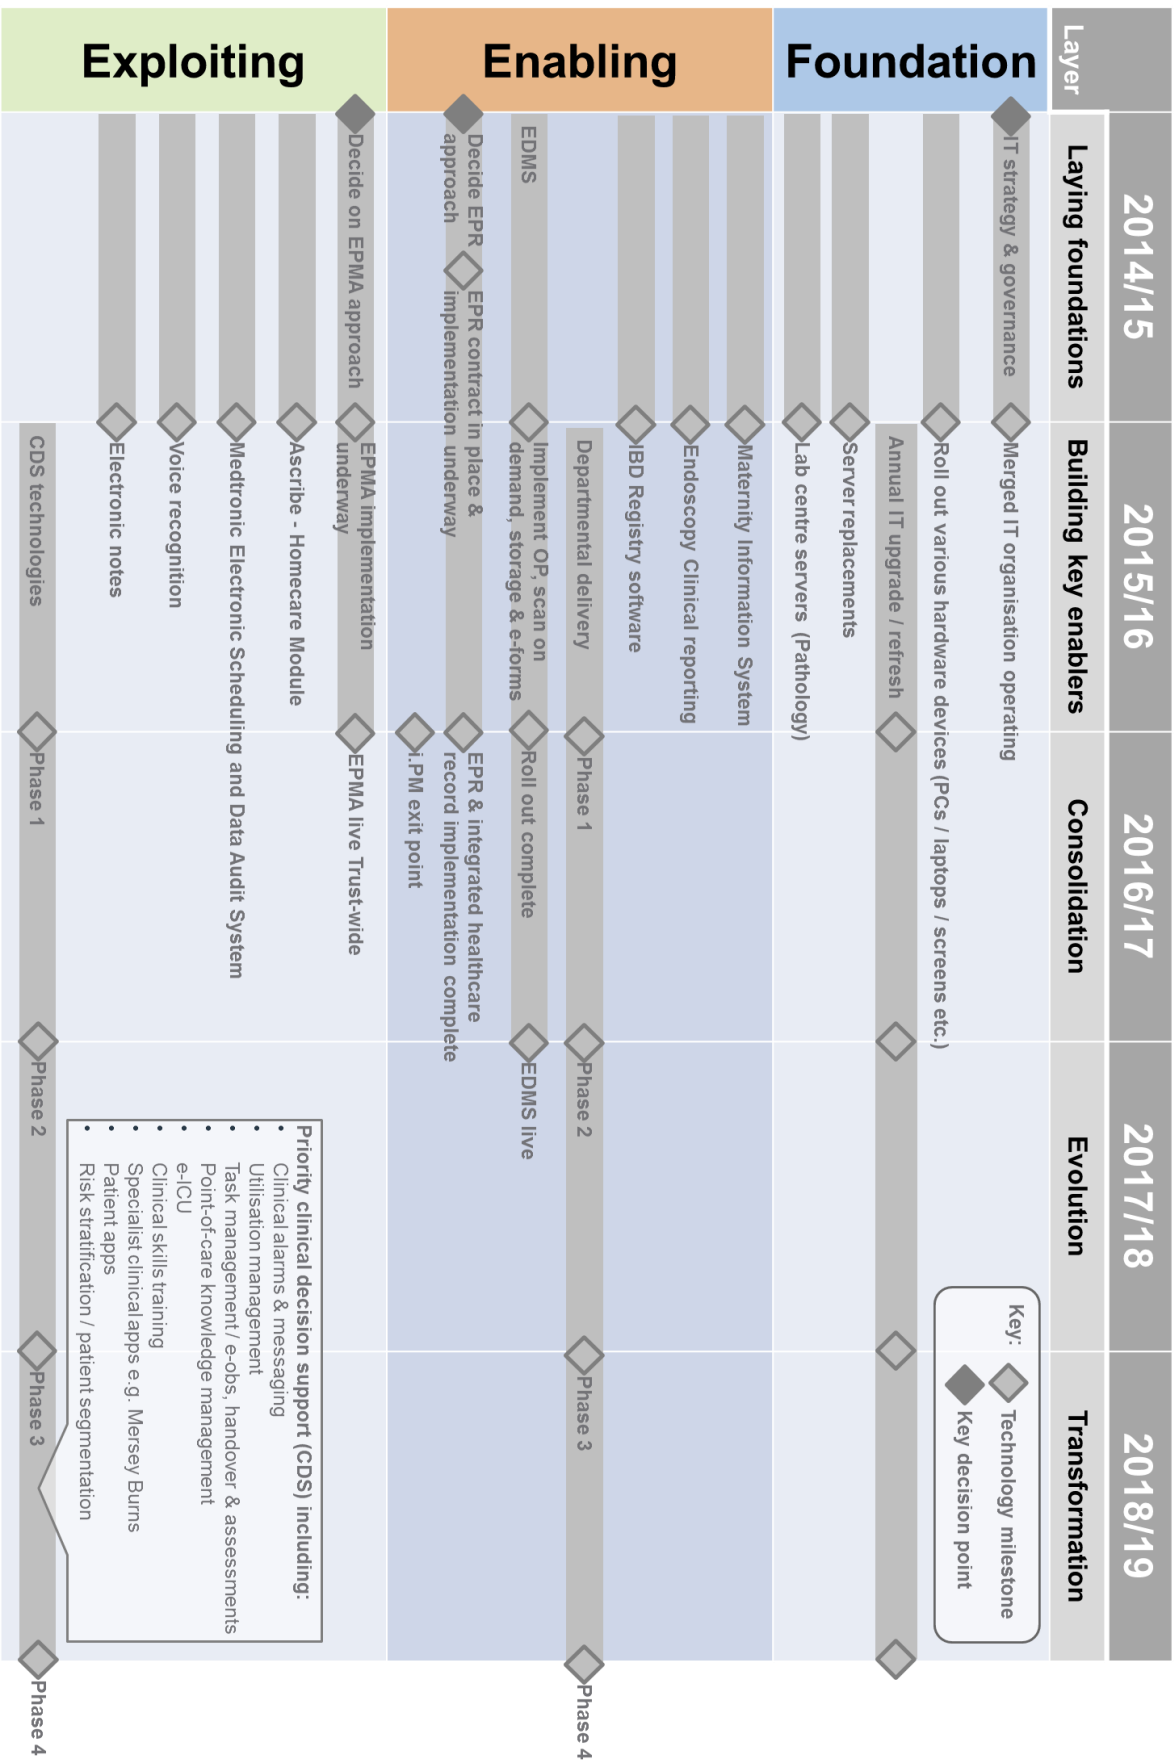 Layer
2014/15
2015/16
2016/17
2017/18
2018/19
Laying foundations
Building key enablers
Consolidation
Evolution
Transformation
Foundation
IT strategy & governance
Merged IT organisation operating
Roll out various hardware devices (PCs / laptops / screens etc.)
Annual IT upgrade / refresh
Server replacements
Lab centre servers (Pathology)
Key:
Technology milestone
Key decision point
Enabling
Maternity Information System
Endoscopy Clinical reporting
IBD Registry software
Departmental delivery
Phase 1
Phase 2
Phase 3
Phase 4
EDMS
Implement OP, scan on
demand, storage & e-forms
Roll out complete
EDMS live
Decide EPR
approach
EPR contract in place &
implementation underway
EPR & integrated healthcare
record implementation complete
i.PM exit point
Exploiting
Decide on EPMA approach
EPMA implementation
underway
EPMA live Trust-wide
Ascribe - Homecare Module
Medtronic Electronic Scheduling and Data Audit System
Voice recognition
Electronic notes
CDS technologies
Phase 1
Phase 2
Phase 3
Phase 4
Priority clinical decision support (CDS) including:
• Clinical alarms & messaging
• Utilisation management
• Task management / e-obs, handover & assessments
• Point-of-care knowledge management
• e-ICU
• Clinical skills training
• Specialist clinical apps e.g. Mersey Burns
• Patient apps
• Risk stratification / patient segmentation